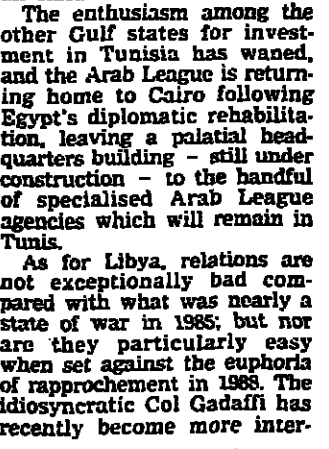 The enthusiasm among the
other Gulf states for invest-
ment in Tunisia has waned,
and the Arab League is return-
ing home to Cairo following
Egypt's diplomatic rehabilita-
tion, leaving a palatial head-
quarters building – still under
construction – to the handful
of specialised Arab League
agencies which will remain in
Tunis.
As for Libya, relations are
not exceptionally bad com-
pared with what was nearly a
state of war in 1985; but nor
are they particularly easy
when set against the euphoria
of rapprochement in 1988. The
idiosyncratic Col Gadaffi has
recently become more inter-